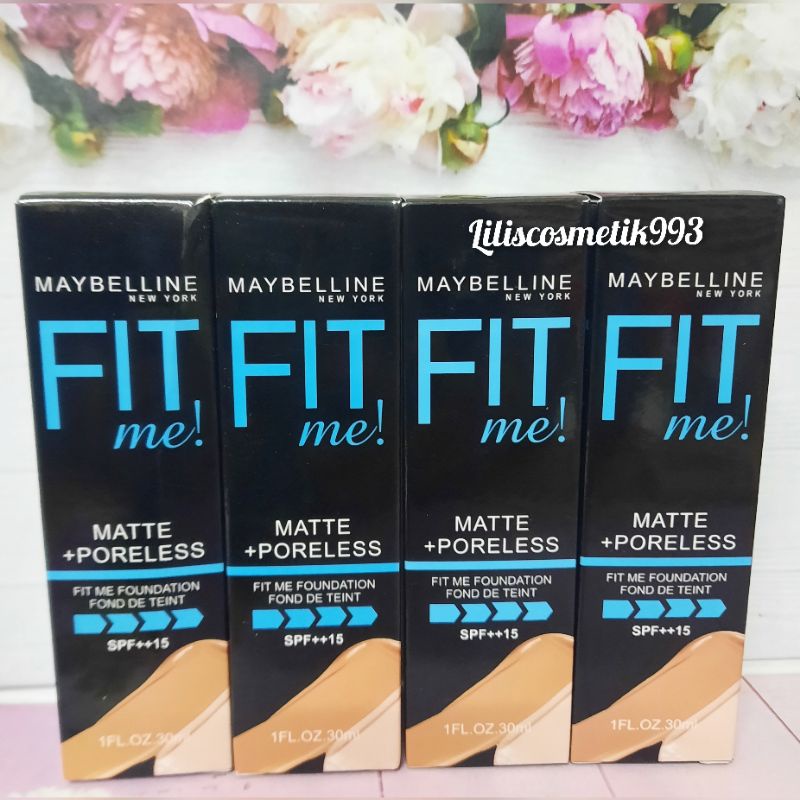 Liliscosmetik993
MAYBELLINE
NEW YORK
FIT
me!
MATTE
+PORELESS
FIT ME FOUNDATION
FOND DE TEINT
SPF++15
1FL.OZ.30ml
MAYBELLINE
NEW YORK
FIT
me!
MATTE
+PORELESS
FIT ME FOUNDATION
FOND DE TEINT
SPF++15
1FL.OZ.30ml
MAYBELLINE
NEW YORK
FIT
me!
MATTE
+PORELESS
FIT ME FOUNDATION
FOND DE TEINT
SPF++15
1FL.OZ.30ml
MAYBELLINE
NEW YORK
FIT
me!
MATTE
+PORELESS
FIT ME FOUNDATION
FOND DE TEINT
SPF++15
1FL.OZ.30ml